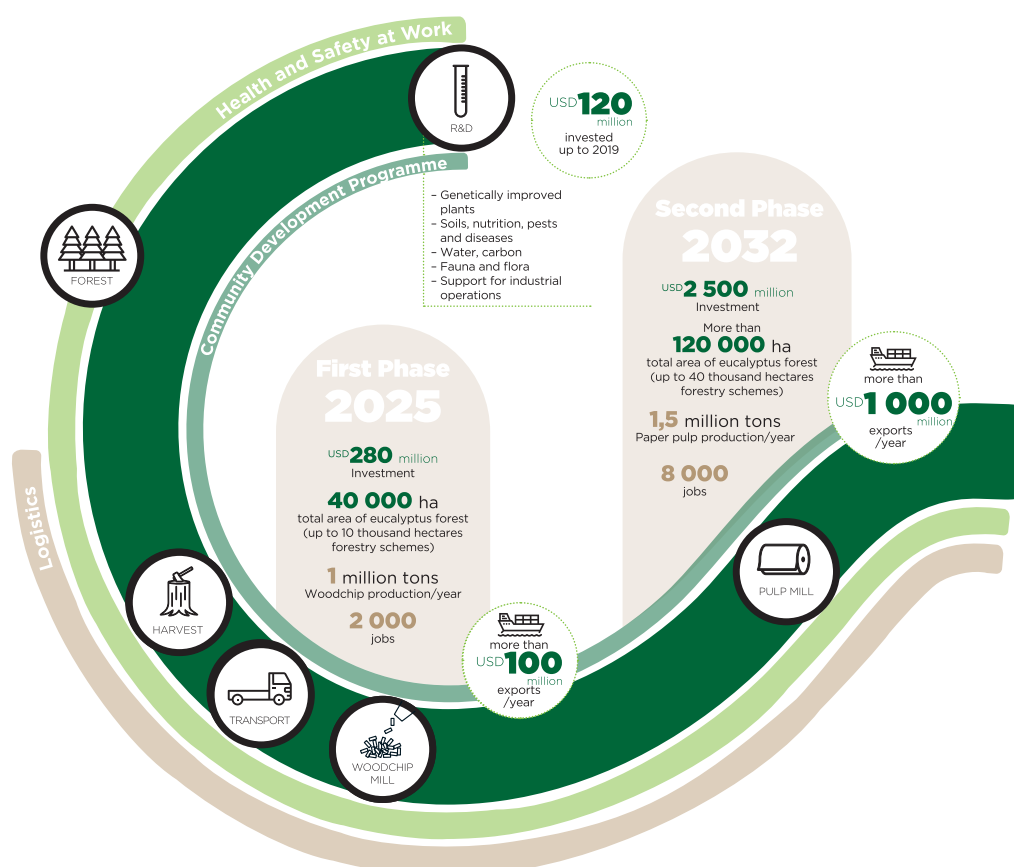 Health and Safety at Work
R&D
USD120
million
invested
up to 2019
Community Development Programme
– Genetically improved
plants
– Soils, nutrition, pests
and diseases
– Water, carbon
– Fauna and flora
– Support for industrial
operations
FOREST
Second Phase
2032
USD2 500 million
Investment
More than
120 000 ha
total area of eucalyptus forest
(up to 40 thousand hectares
forestry schemes)
1,5 million tons
Paper pulp production/year
8 000
jobs
more than
USD1 000
million
exports
/year
First Phase
2025
USD280 million
Investment
40 000 ha
total area of eucalyptus forest
(up to 10 thousand hectares
forestry schemes)
1 million tons
Woodchip production/year
2 000
jobs
Logistics
HARVEST
TRANSPORT
WOODCHIP
MILL
more than
USD100
million
exports
/year
PULP MILL